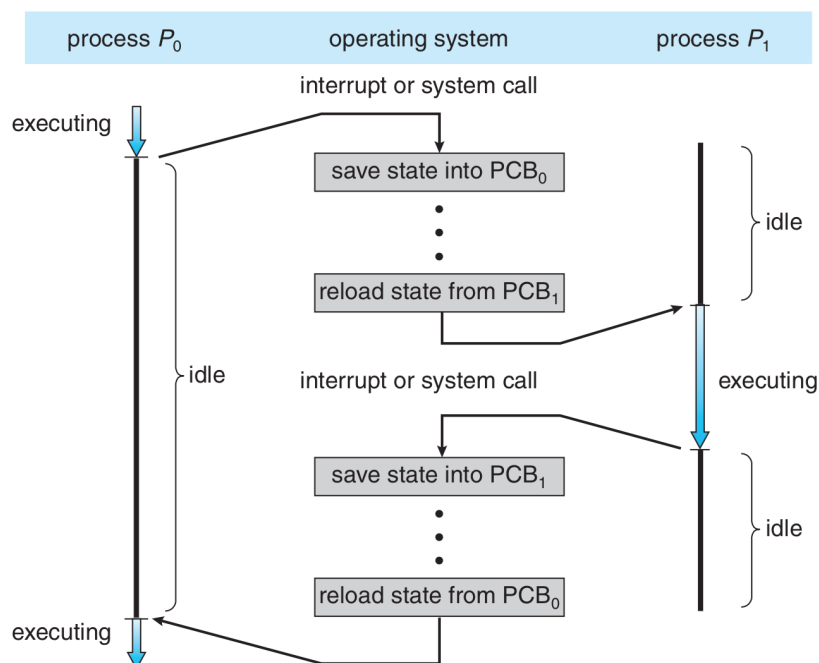 process P₀
operating system
process P₁
interrupt or system call
executing
save state into PCB₀
idle
reload state from PCB₁
idle
interrupt or system call
executing
save state into PCB₁
idle
reload state from PCB₀
executing